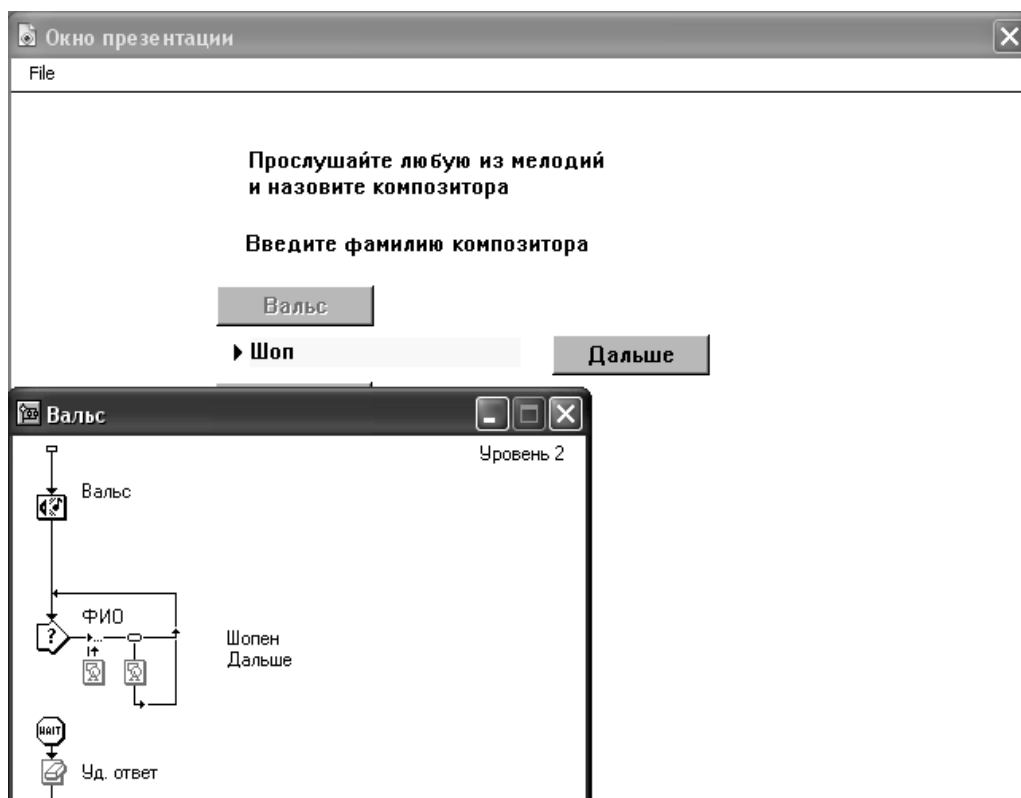 Окно презентации
File
Прослушайте любую из мелодий
и назовите композитора
Введите фамилию композитора
Вальс
Шоп
Дальше
Вальс
Уровень 2
Вальс
ФИО
?
Шопен
Дальше
WAIT
Уд. ответ